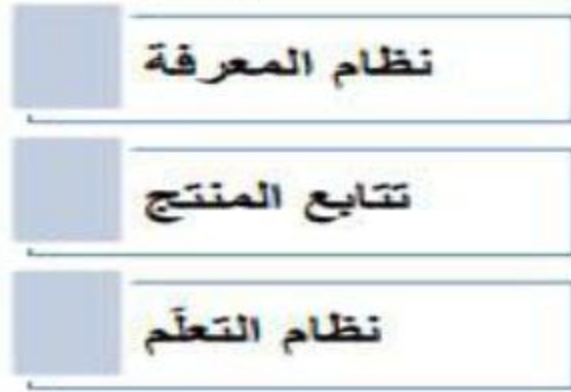 نظام المعرفة
تتابع المنتج
نظام التعلّم